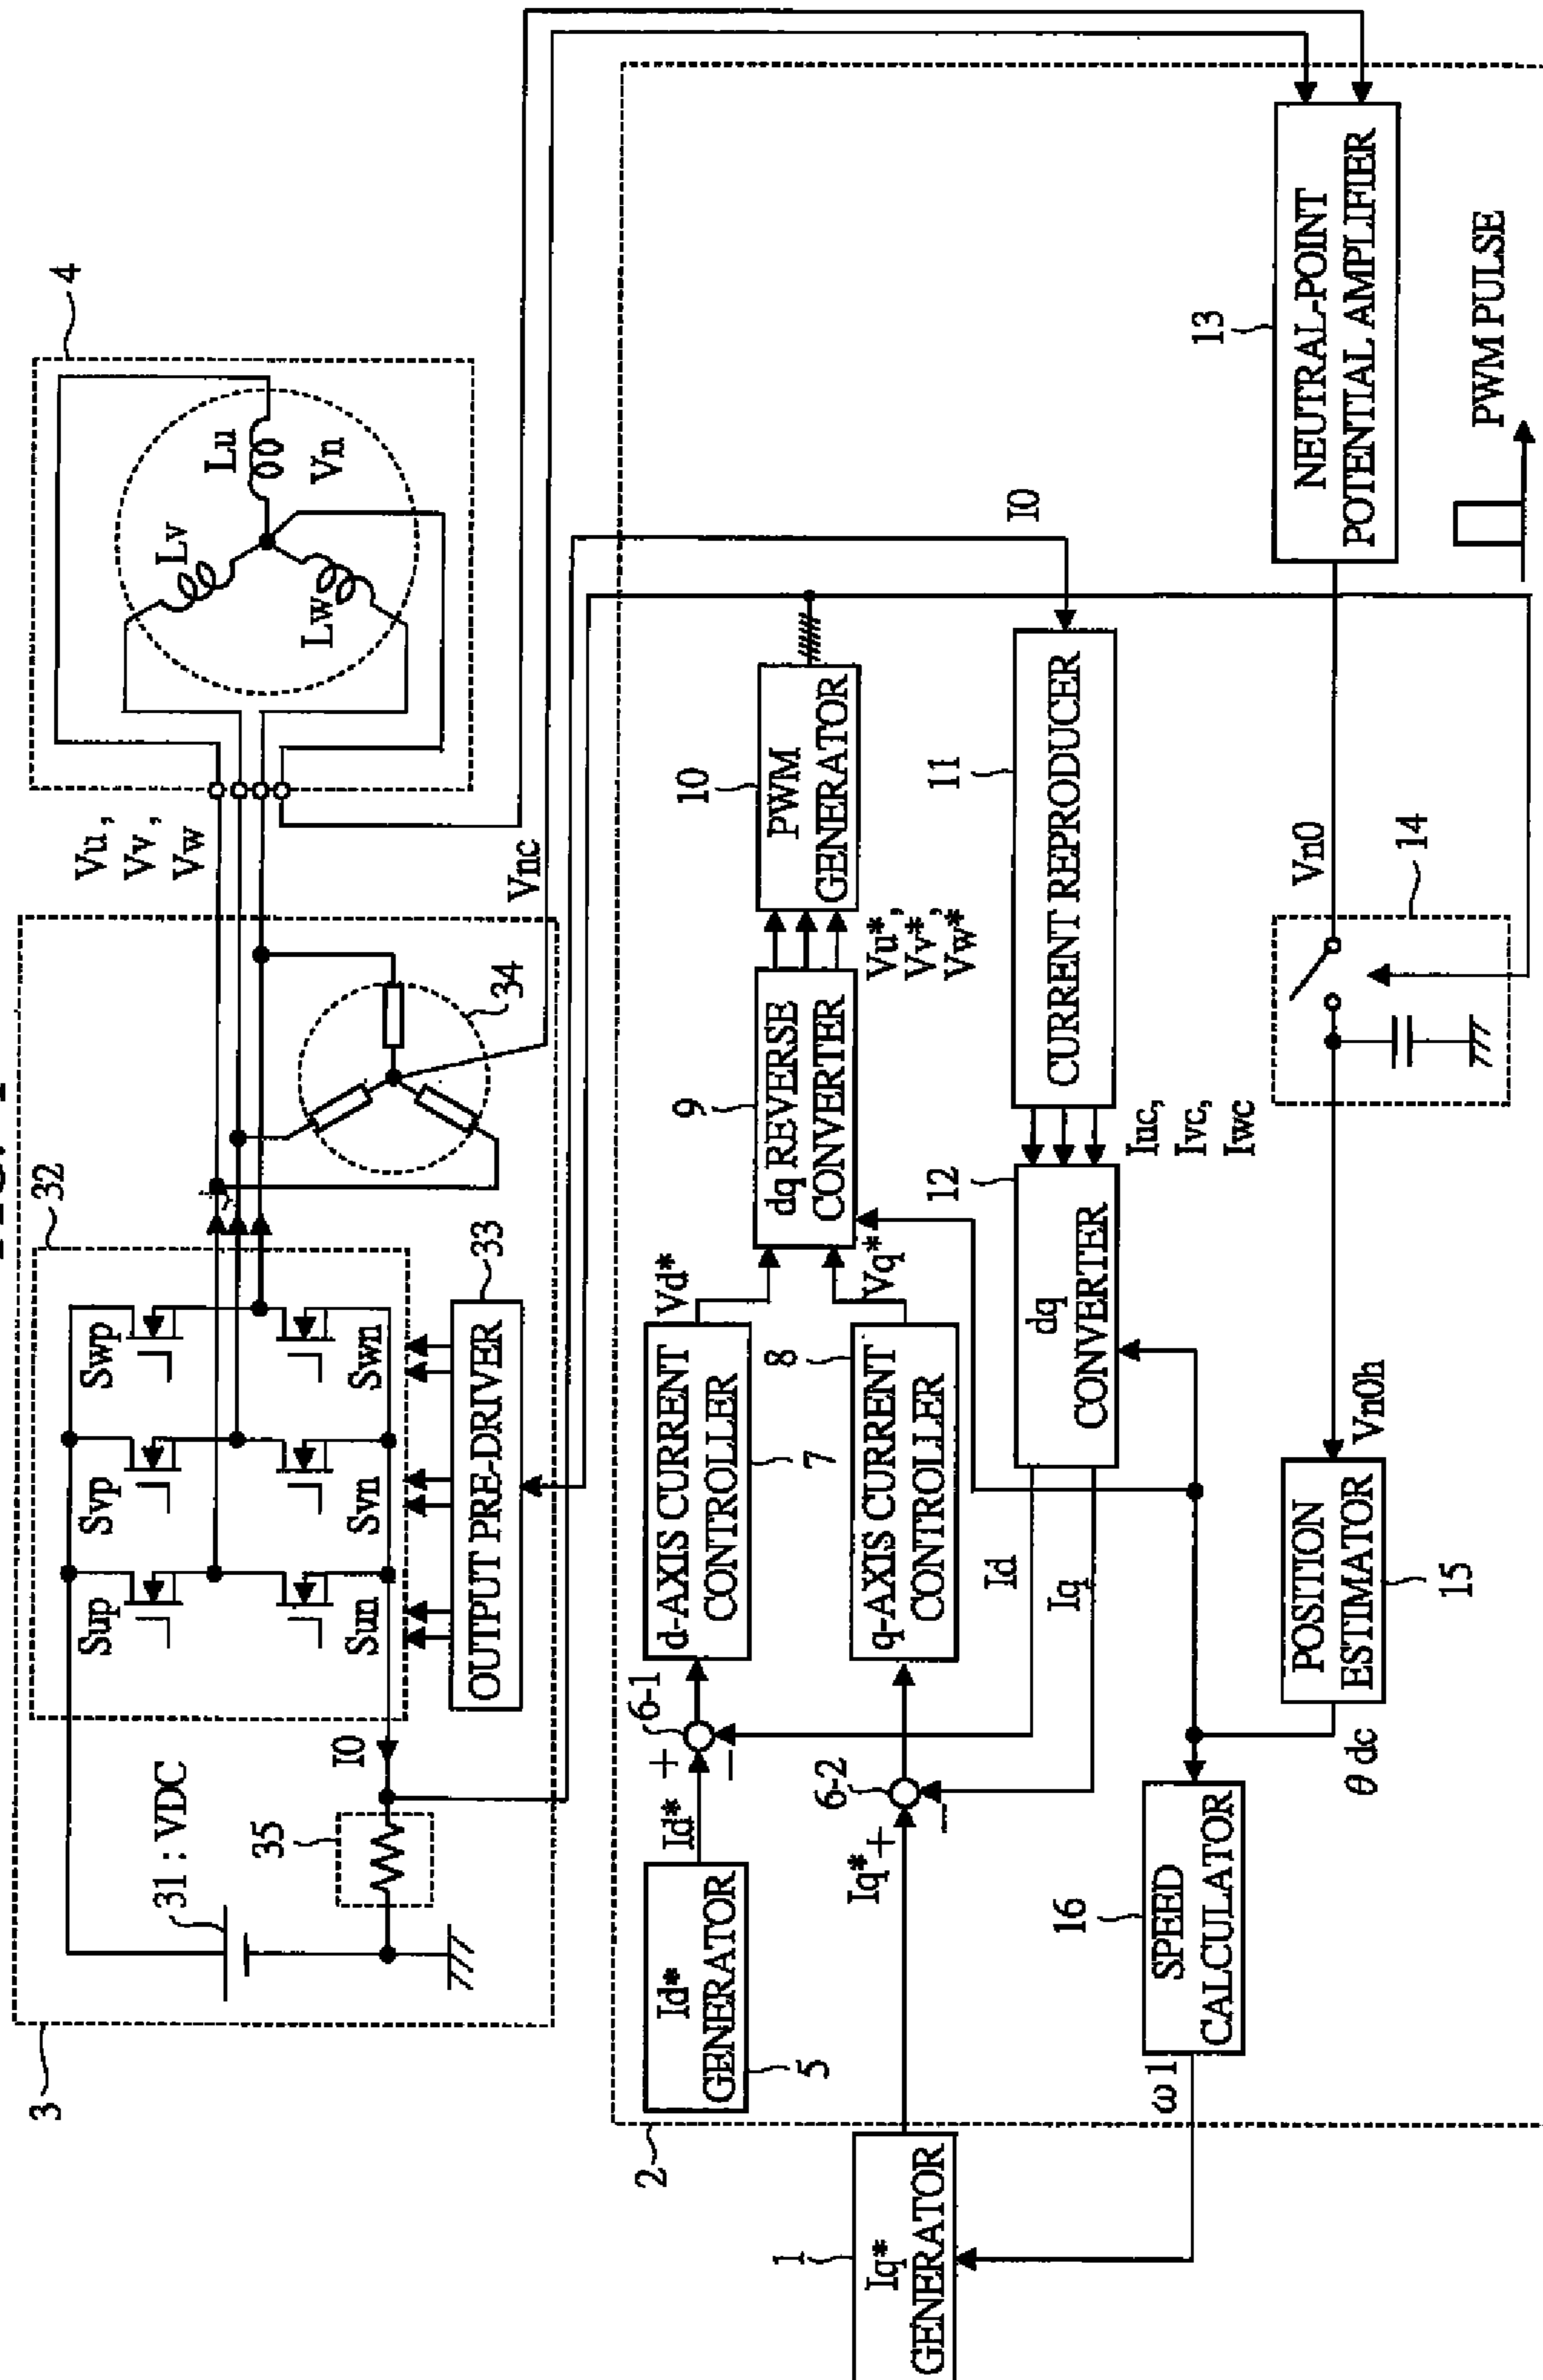 3
31 : VDC
35
I0
32
Sup
Svp
Swp
Sun
Svn
Swn
OUTPUT PRE-DRIVER
33
34
Vnc
Vu ,
Vv ,
Vw
4
Lu
Lv
Lw
Vn
1
Iq*
GENERATOR
2
Id*
GENERATOR
5
Id*
+
−
6-1
Iq*
+
−
6-2
d-AXIS CURRENT
CONTROLLER
7
Vd*
8
q-AXIS CURRENT
CONTROLLER
Vq*
9
dq REVERSE
CONVERTER
Vu*,
Vv*,
Vw*
10
PWM
GENERATOR
I0
11
CURRENT REPRODUCER
Iuc,
Ivc,
Iwc
12
dq
CONVERTER
Id
Iq
13
NEUTRAL-POINT
POTENTIAL AMPLIFIER
PWM PULSE
Vn0
14
Vn0h
POSITION
ESTIMATOR
15
θ dc
16
SPEED
CALCULATOR
ω1